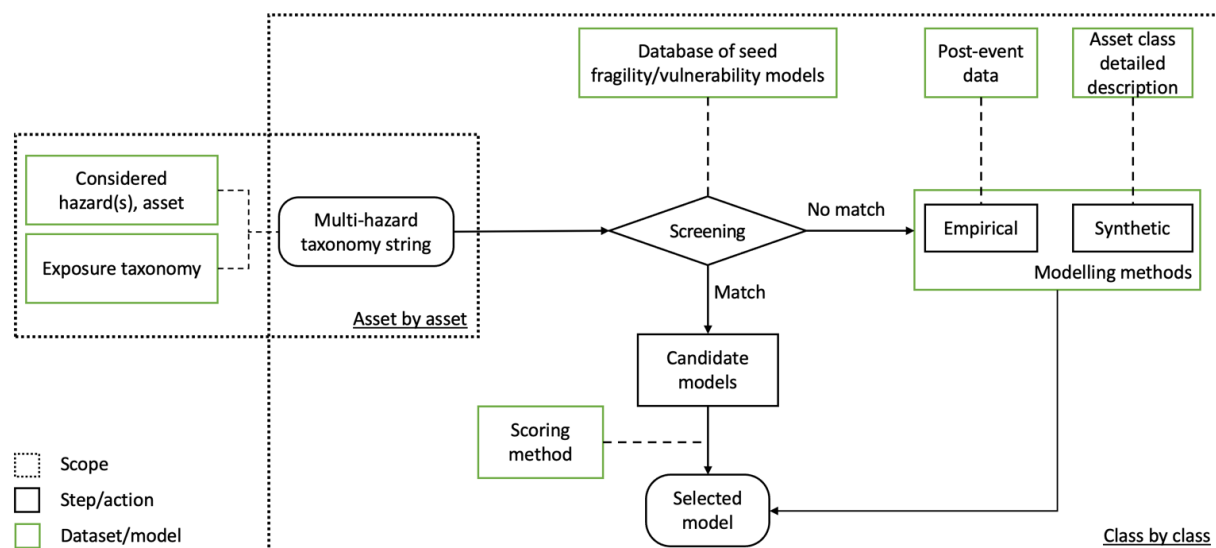 Database of seed
fragility/vulnerability models
Post-event
data
Asset class
detailed
description
Considered
hazard(s), asset
Exposure taxonomy
Multi-hazard
taxonomy string
Asset by asset
Screening
No match
Match
Empirical
Synthetic
Modelling methods
Candidate
models
Scoring
method
Selected
model
Scope
Step/action
Dataset/model
Class by class